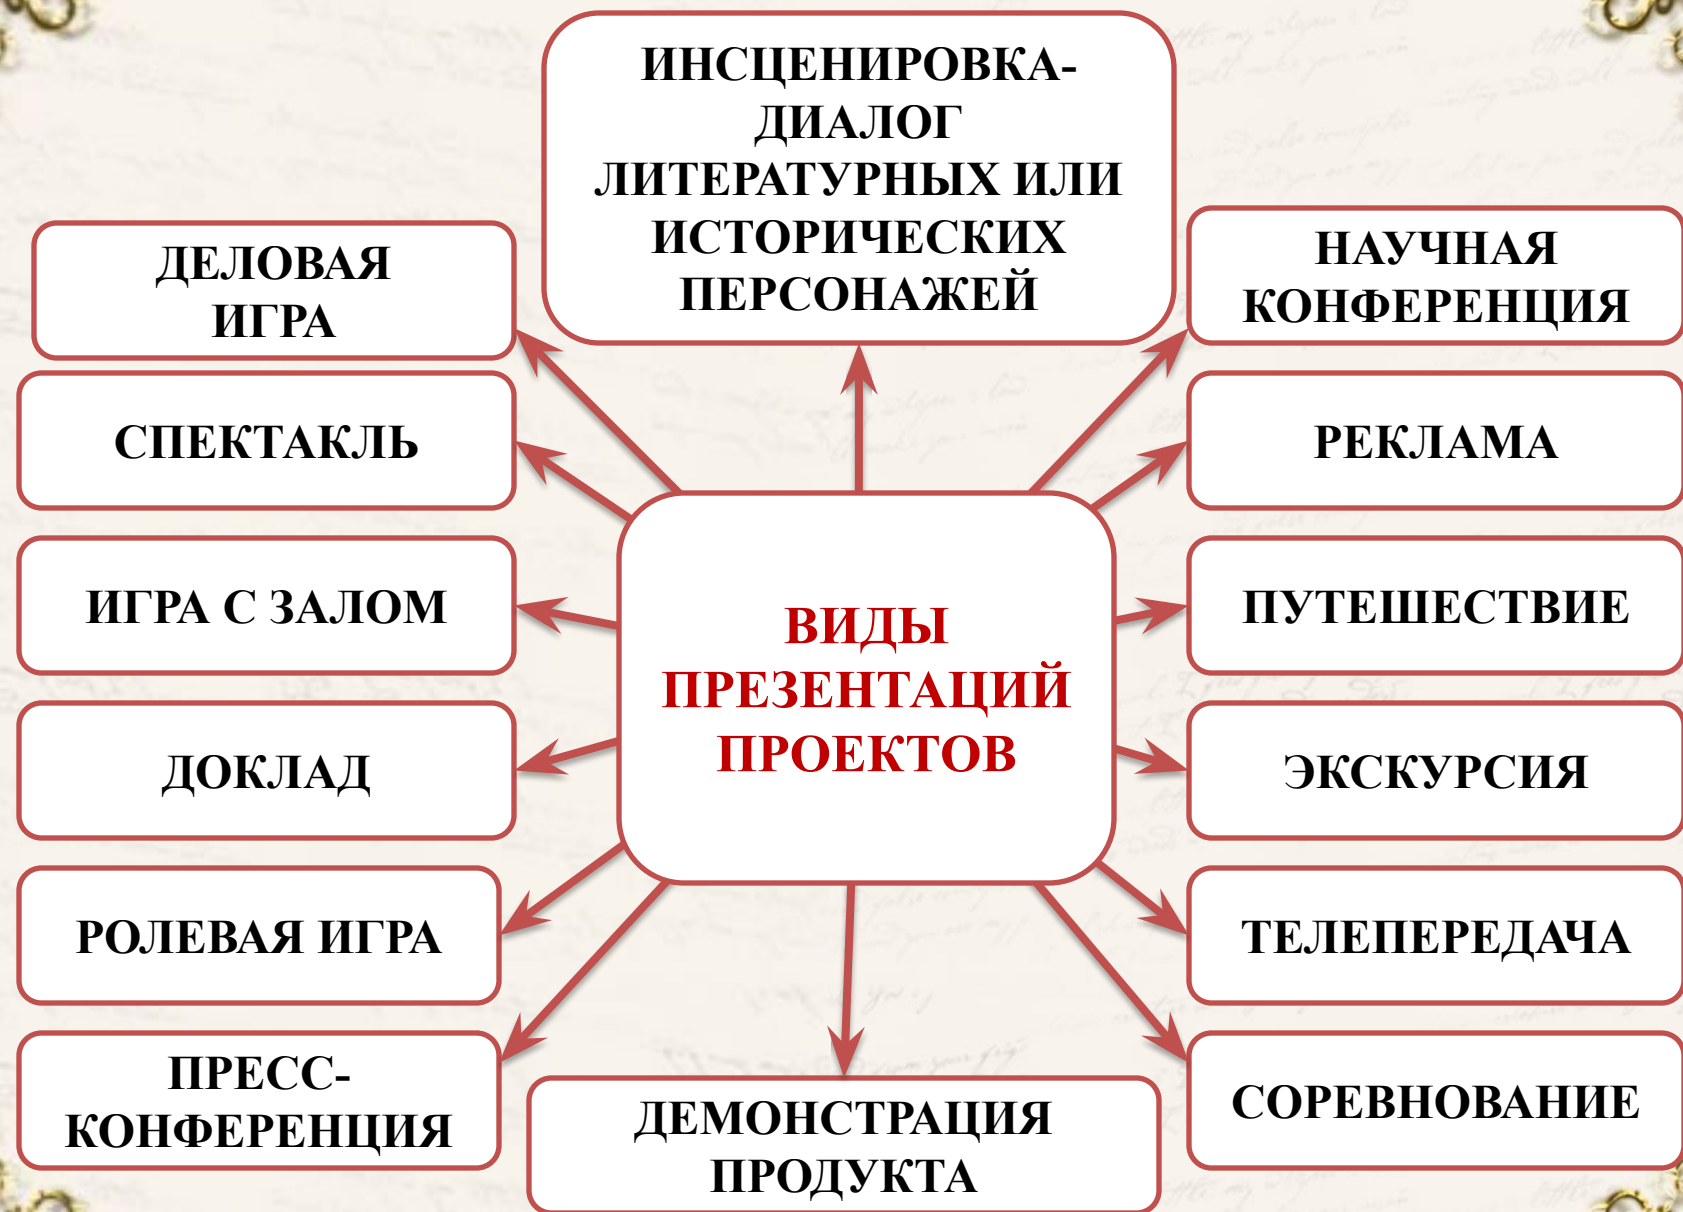 ИНСЦЕНИРОВКА-
ДИАЛОГ
ЛИТЕРАТУРНЫХ ИЛИ
ИСТОРИЧЕСКИХ
ПЕРСОНАЖЕЙ
ДЕЛОВАЯ
ИГРА
СПЕКТАКЛЬ
ИГРА С ЗАЛОМ
ДОКЛАД
РОЛЕВАЯ ИГРА
ПРЕСС-
КОНФЕРЕНЦИЯ
ВИДЫ
ПРЕЗЕНТАЦИЙ
ПРОЕКТОВ
ДЕМОНСТРАЦИЯ
ПРОДУКТА
НАУЧНАЯ
КОНФЕРЕНЦИЯ
РЕКЛАМА
ПУТЕШЕСТВИЕ
ЭКСКУРСИЯ
ТЕЛЕПЕРЕДАЧА
СОРЕВНОВАНИЕ